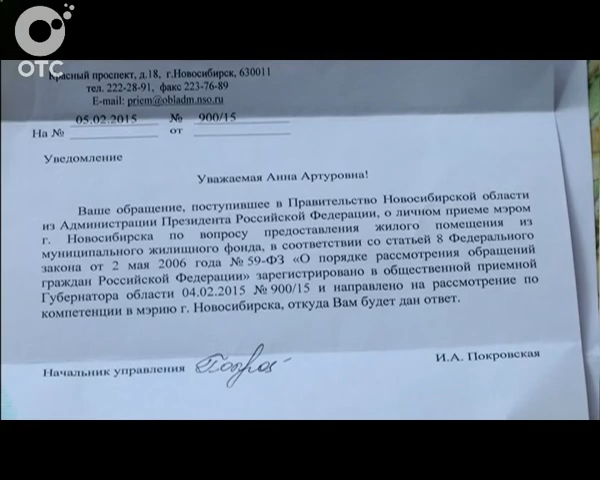 ОТС
Красный проспект, д.18, г.Новосибирск, 630011
тел. 222-28-91, факс 223-76-89
E-mail: priem@obladm.nso.ru
05.02.2015 № 900/15
На № от
Уведомление
Уважаемая Анна Артуровна!
Ваше обращение, поступившее в Правительство Новосибирской области
из Администрации Президента Российской Федерации, о личном приеме мэром
г. Новосибирска по вопросу предоставления жилого помещения из
муниципального жилищного фонда, в соответствии со статьей 8 Федерального
закона от 2 мая 2006 года №59-ФЗ «О порядке рассмотрения обращений
граждан Российской Федерации» зарегистрировано в общественной приемной
Губернатора области 04.02.2015 №900/15 и направлено на рассмотрение по
компетенции в мэрию г. Новосибирска, откуда Вам будет дан ответ.
Начальник управления И.А. Покровская